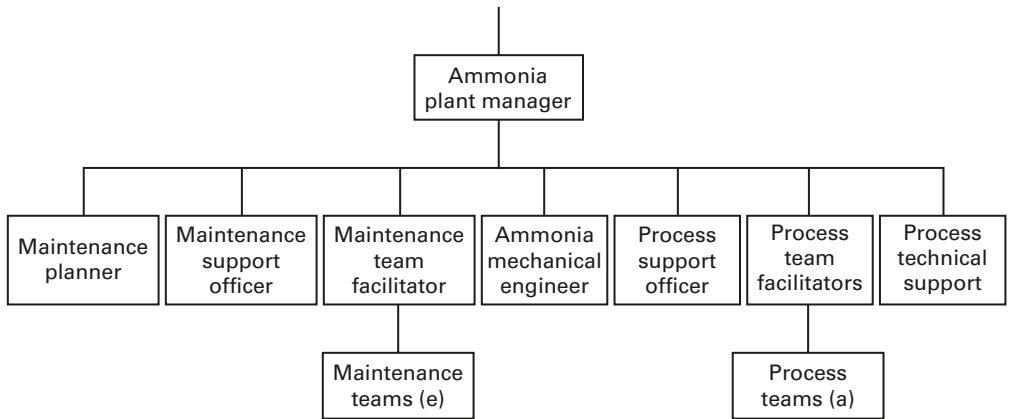 Ammonia
plant manager
Maintenance
planner
Maintenance
support
officer
Maintenance
team
facilitator
Ammonia
mechanical
engineer
Process
support
officer
Process
team
facilitators
Process
technical
support
Maintenance
teams (e)
Process
teams (a)